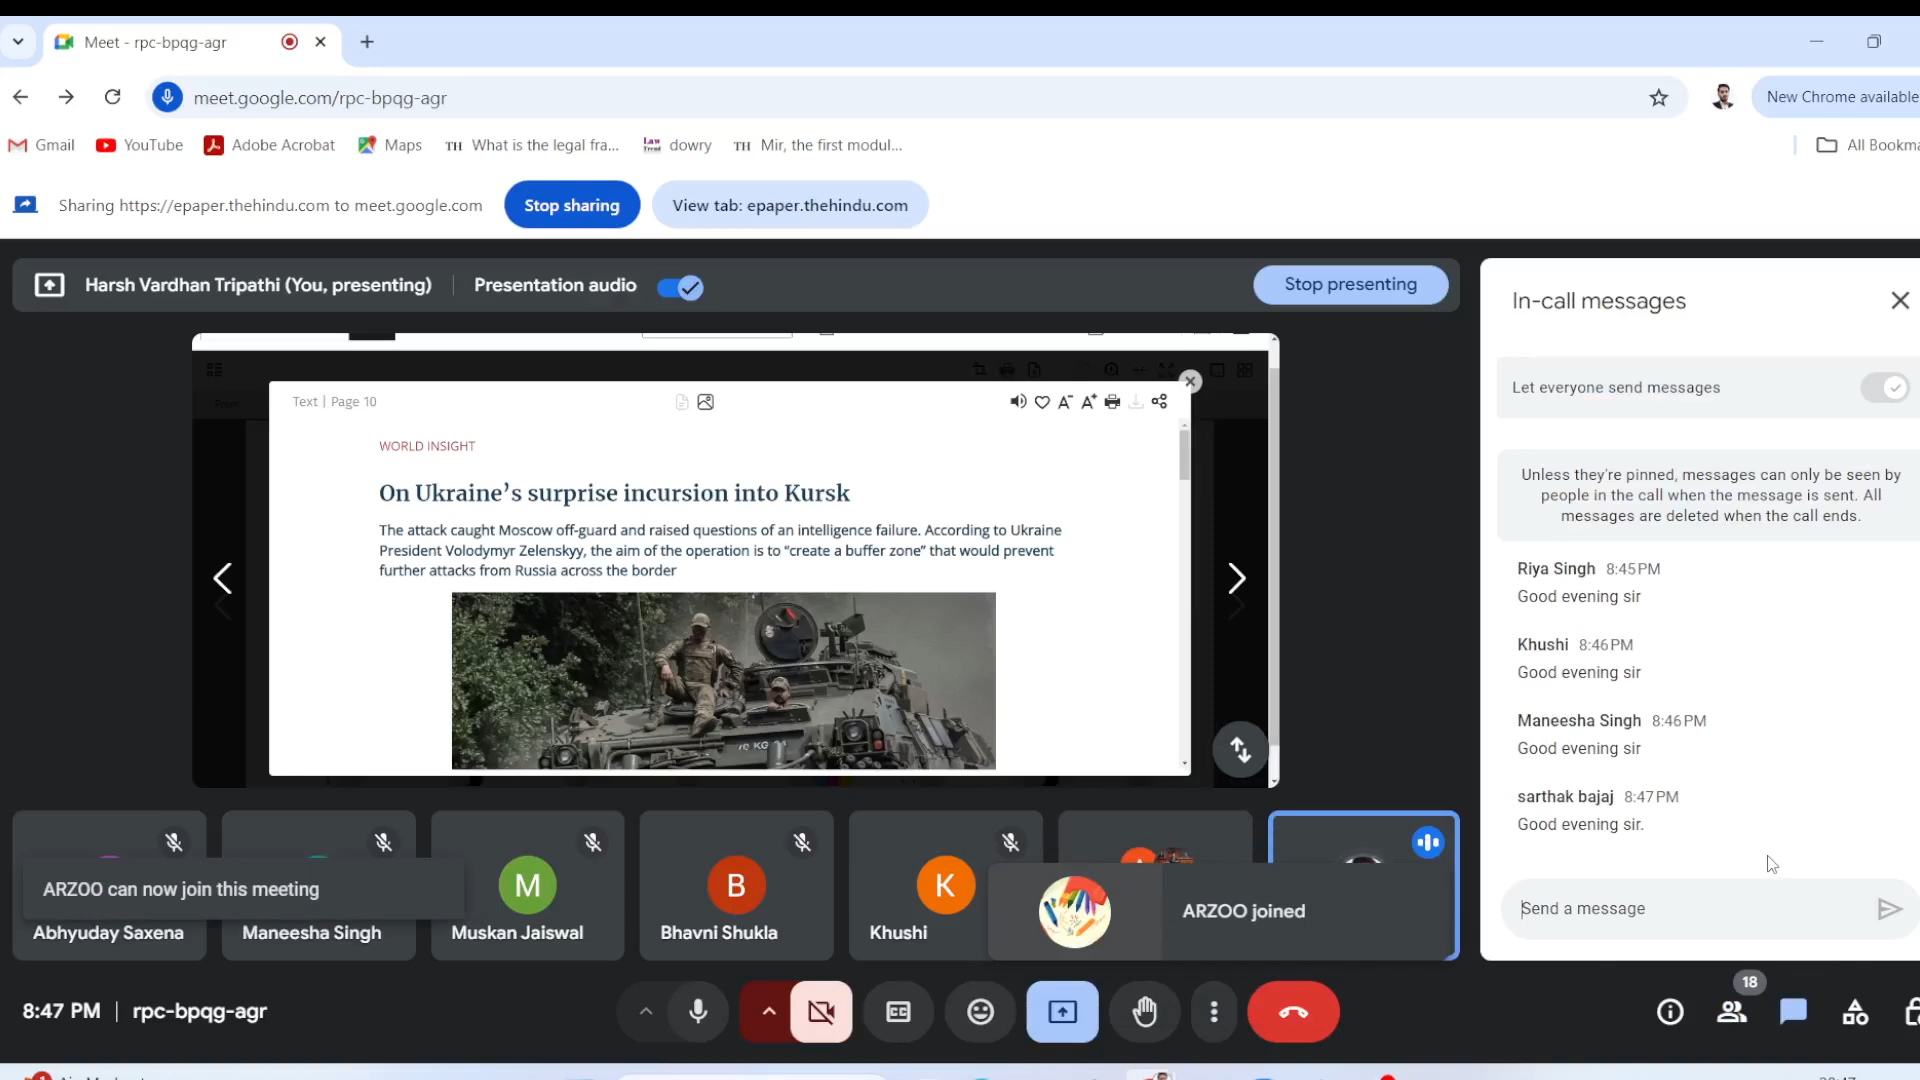 Meet - rpc-bpqg-agr
meet.google.com/rpc-bpqg-agr
New Chrome available
Gmail
YouTube
Adobe Acrobat
Maps
TH What is the legal fra...
Law Trend dowry
TH Mir, the first modul...
All Bookma
Sharing https://epaper.thehindu.com to meet.google.com
Stop sharing
View tab: epaper.thehindu.com
Harsh Vardhan Tripathi (You, presenting)
Presentation audio
Stop presenting
Text | Page 10
A-
A+
WORLD INSIGHT
On Ukraine’s surprise incursion into Kursk
The attack caught Moscow off-guard and raised questions of an intelligence failure. According to Ukraine
President Volodymyr Zelenskyy, the aim of the operation is to “create a buffer zone” that would prevent
further attacks from Russia across the border
In-call messages
Let everyone send messages
Unless they're pinned, messages can only be seen by
people in the call when the message is sent. All
messages are deleted when the call ends.
Riya Singh 8:45 PM
Good evening sir
Khushi 8:46 PM
Good evening sir
Maneesha Singh 8:46 PM
Good evening sir
sarthak bajaj 8:47 PM
Good evening sir.
Send a message
ARZOO can now join this meeting
Abhyuday Saxena
Maneesha Singh
M
Muskan Jaiswal
B
Bhavni Shukla
K
Khushi
ARZOO joined
8:47 PM | rpc-bpqg-agr
CC
18